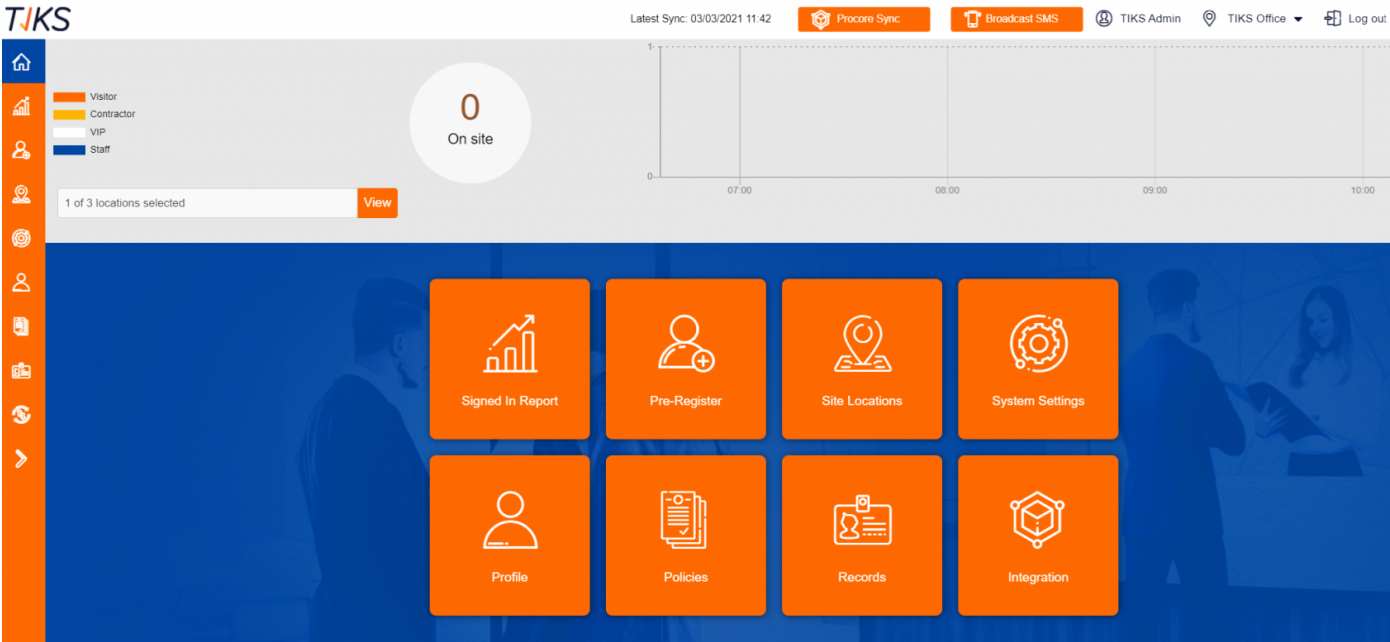 TIKS
Latest Sync: 03/03/2021 11:42
Procore Sync
Broadcast SMS
TIKS Admin
TIKS Office
Log out
Visitor
Contractor
VIP
Staff
0
On site
1 of 3 locations selected
View
1
0
07:00
08:00
09:00
10:00
Signed In Report
Pre-Register
Site Locations
System Settings
Profile
Policies
Records
Integration